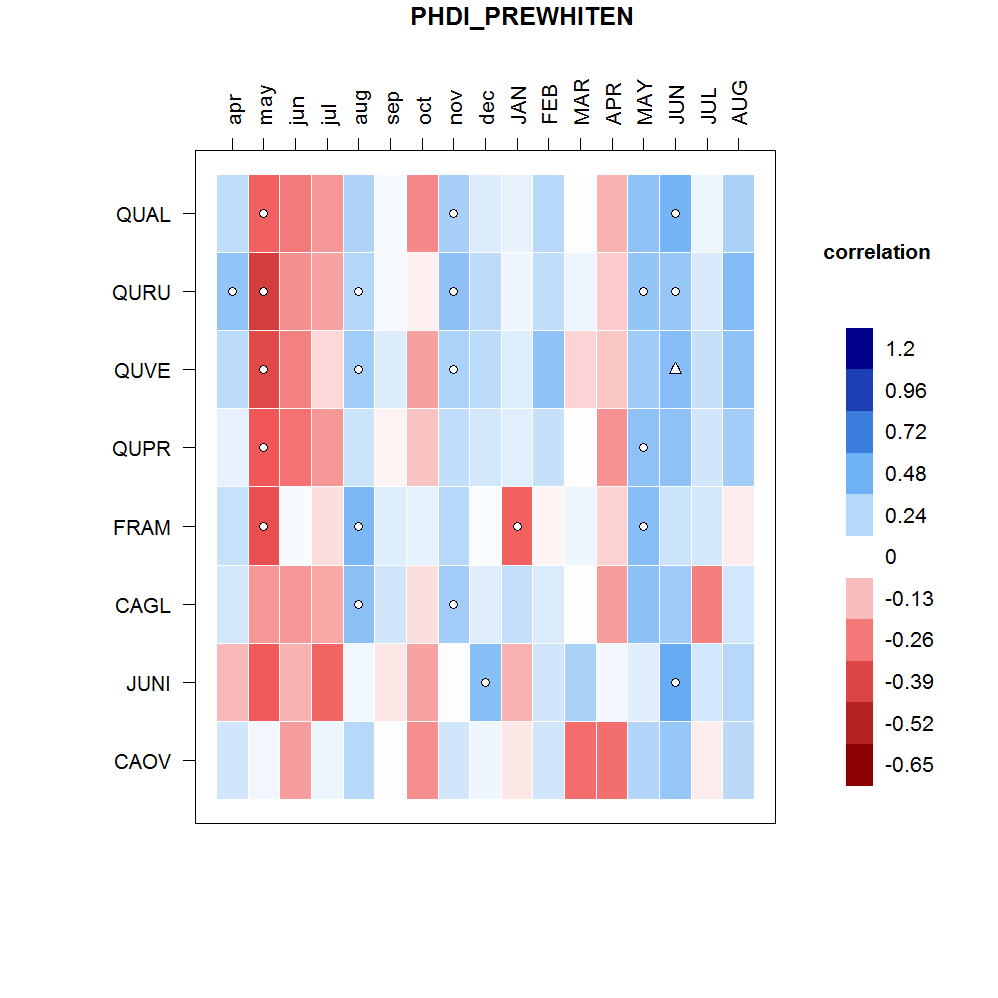 PHDI_PREWHITEN
apr may jun jul aug sep oct nov dec JAN FEB MAR APR MAY JUN JUL AUG
QUAL
QURU
QUVE
QUPR
FRAM
CAGL
JUNI
CAOV
correlation
1.2
0.96
0.72
0.48
0.24
0
-0.13
-0.26
-0.39
-0.52
-0.65